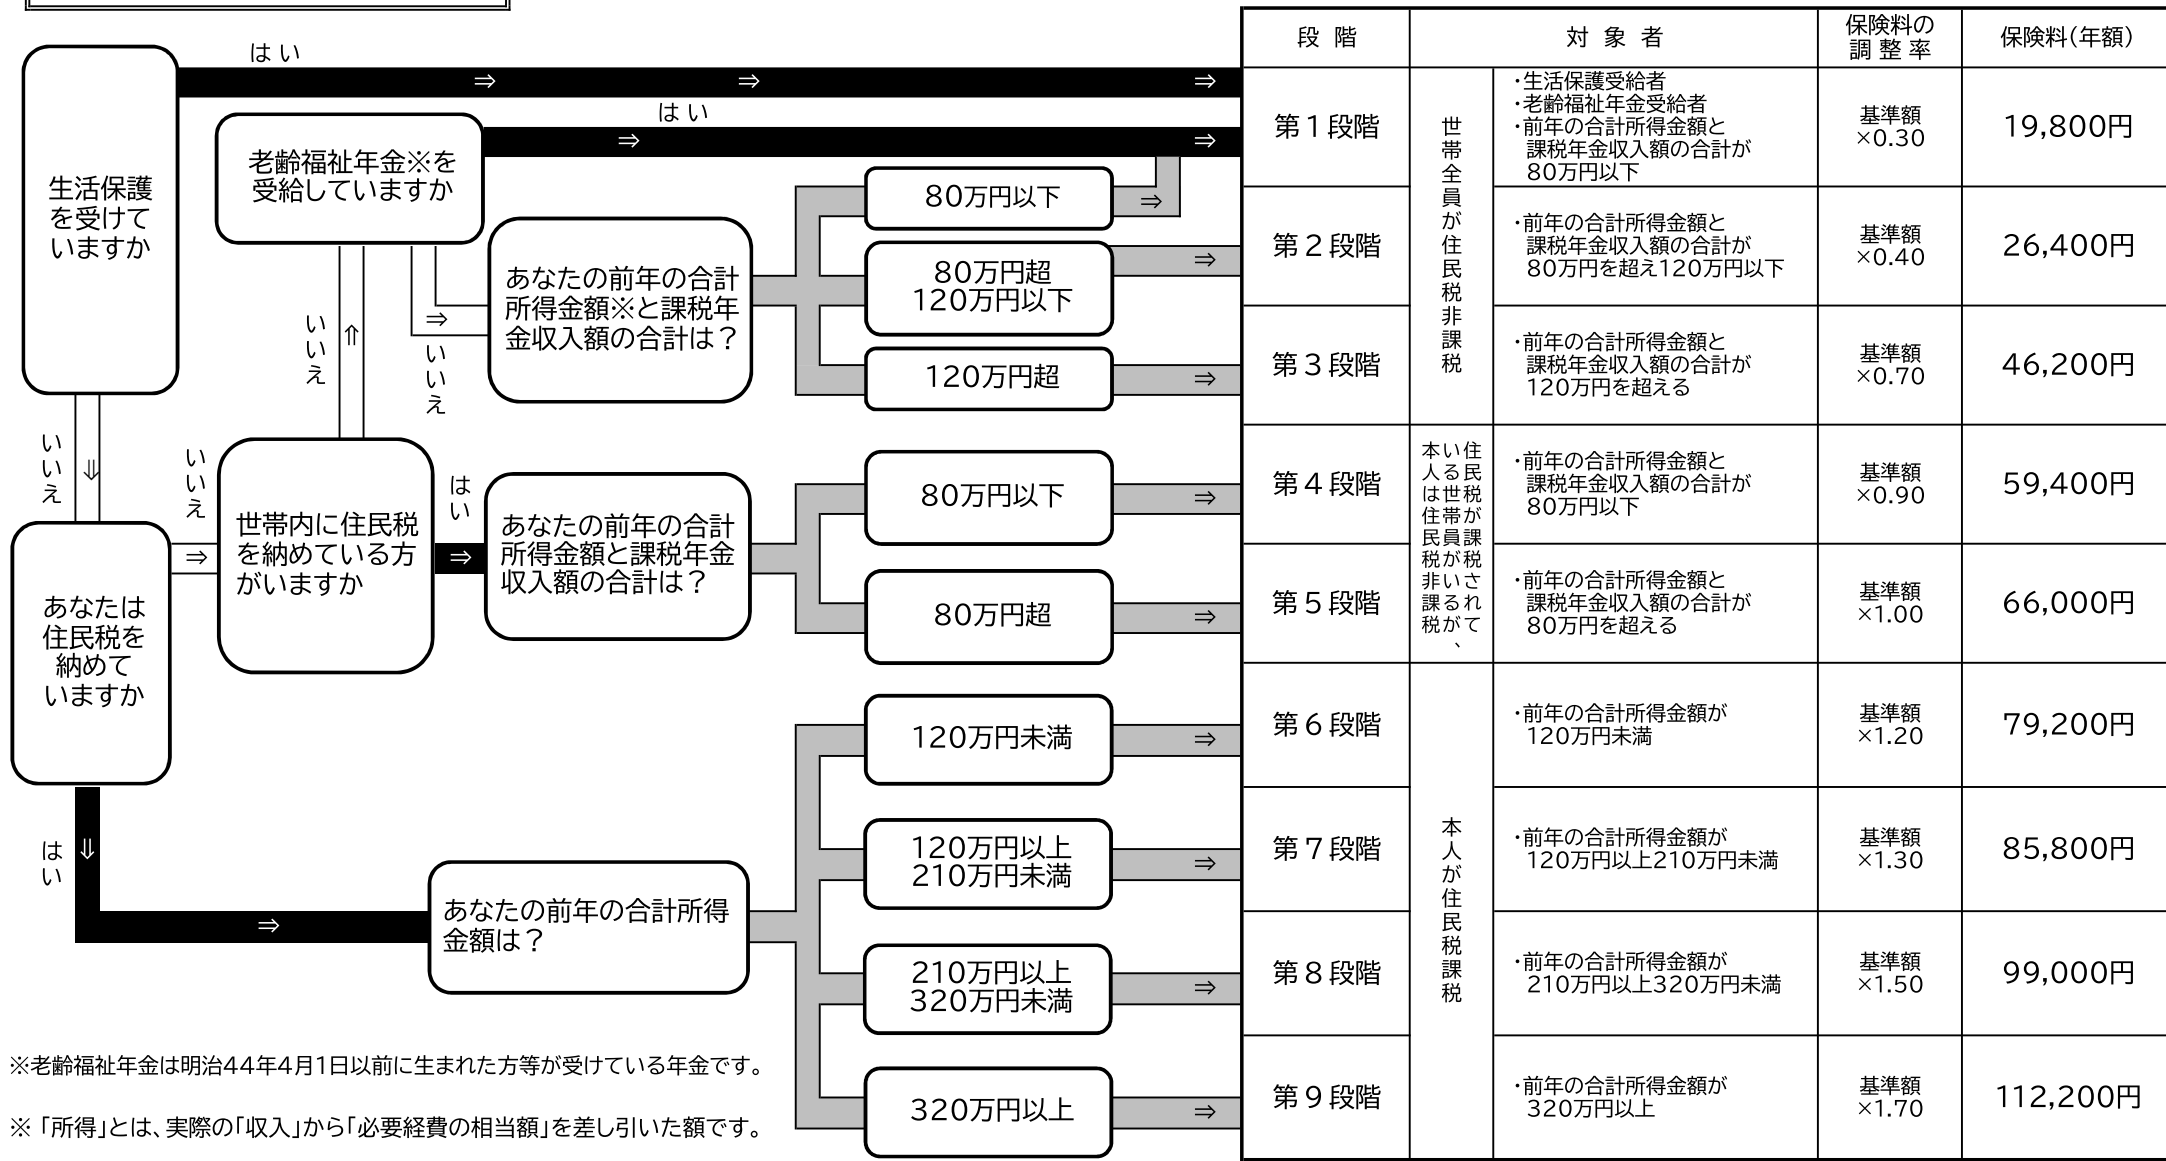 はい
生活保護
を受けて
いますか
はい
老齢福祉年金※を
受給していますか
いいえ
⇒
⇒
⇒
⇒
⇒
あなたの前年の合計
所得金額※と課税年
金収入額の合計は？
80万円以下
⇒
80万円超
120万円以下
⇒
120万円超
⇒
いいえ
⇑
⇒
いいえ
⇓
いいえ
⇒
あなたは
住民税を
納めて
いますか
世帯内に住民税
を納めている方
がいますか
はい
⇒
あなたの前年の合計
所得金額と課税年金
収入額の合計は？
80万円以下
⇒
80万円超
⇒
はい
⇓
⇒
あなたの前年の合計所得
金額は？
120万円未満
⇒
120万円以上
210万円未満
⇒
210万円以上
320万円未満
⇒
320万円以上
⇒
※老齢福祉年金は明治44年4月1日以前に生まれた方等が受けている年金です。
※「所得」とは、実際の「収入」から「必要経費の相当額」を差し引いた額です。
段 階
対 象 者
保険料の
調 整 率
保険料(年額)
世帯全員が住民税非課税
第１段階
・生活保護受給者
・老齢福祉年金受給者
・前年の合計所得金額と
課税年金収入額の合計が
80万円以下
基準額
×0.30
19,800円
第２段階
・前年の合計所得金額と
課税年金収入額の合計が
80万円を超え120万円以下
基準額
×0.40
26,400円
第３段階
・前年の合計所得金額と
課税年金収入額の合計が
120万円を超える
基準額
×0.70
46,200円
住民税が課税されて
いる世帯員がいるが、
本人は住民税非課税
第４段階
・前年の合計所得金額と
課税年金収入額の合計が
80万円以下
基準額
×0.90
59,400円
第５段階
・前年の合計所得金額と
課税年金収入額の合計が
80万円を超える
基準額
×1.00
66,000円
本人が住民税課税
第６段階
・前年の合計所得金額が
120万円未満
基準額
×1.20
79,200円
第７段階
・前年の合計所得金額が
120万円以上210万円未満
基準額
×1.30
85,800円
第８段階
・前年の合計所得金額が
210万円以上320万円未満
基準額
×1.50
99,000円
第９段階
・前年の合計所得金額が
320万円以上
基準額
×1.70
112,200円